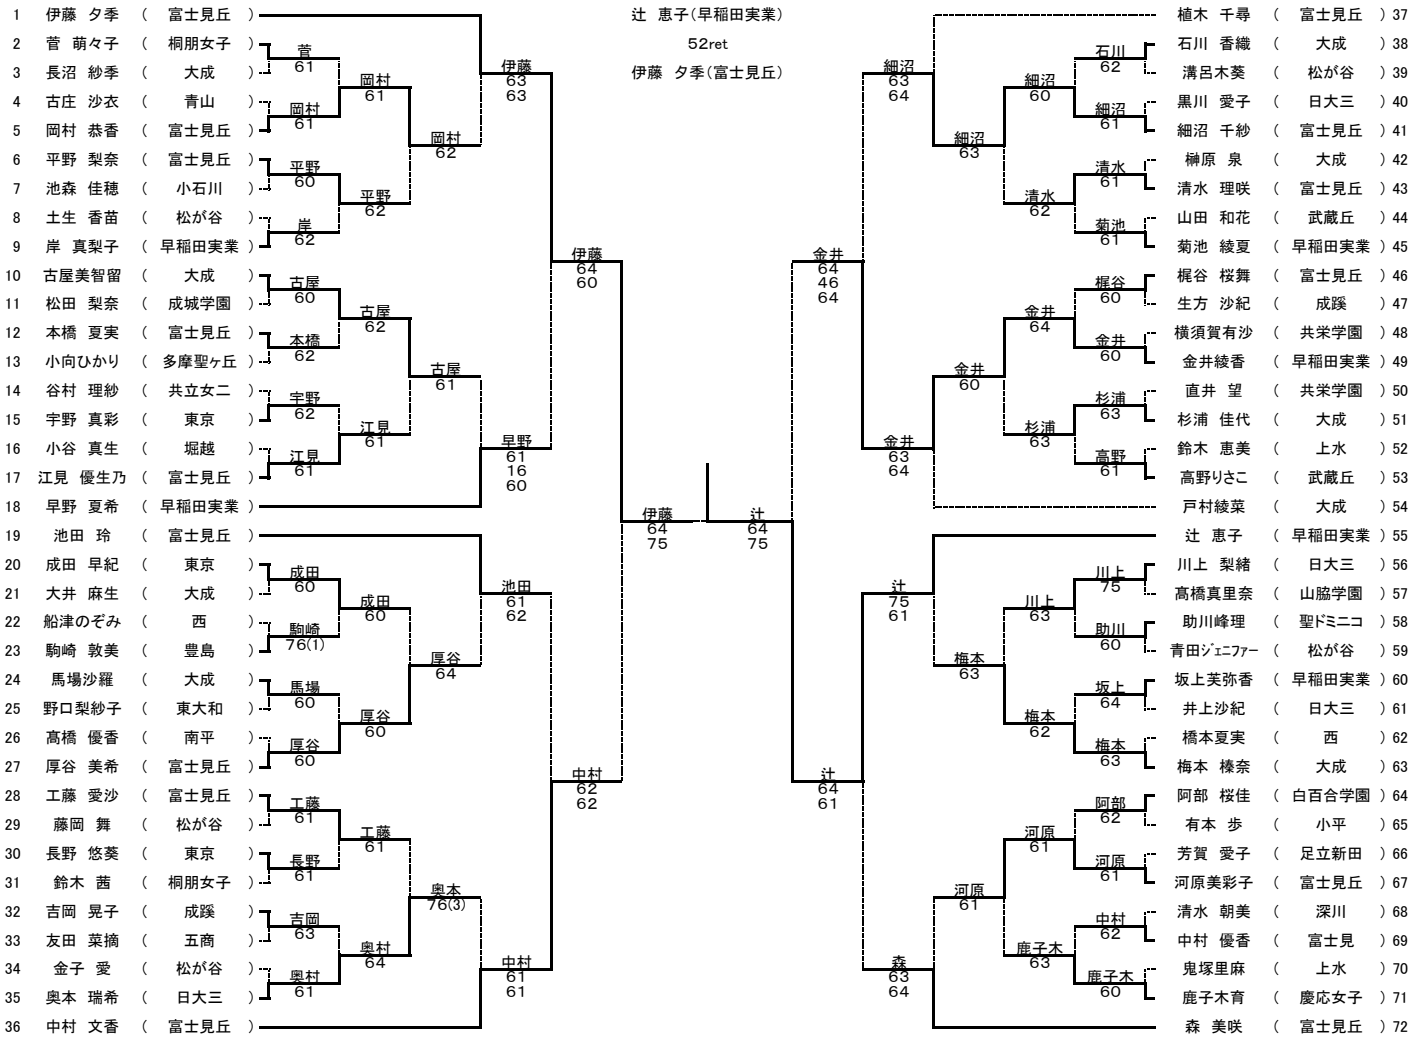 辻 恵子(早稲田実業)
52ret
伊藤 夕季(富士見丘)
1 伊藤 夕季 ( 富士見丘 )
2 菅 萌々子 ( 桐朋女子 )
3 長沼 紗季 ( 大成 )
4 古庄 沙衣 ( 青山 )
5 岡村 恭香 ( 富士見丘 )
6 平野 梨奈 ( 富士見丘 )
7 池森 佳穂 ( 小石川 )
8 土生 香苗 ( 松が谷 )
9 岸 真梨子 ( 早稲田実業 )
10 古屋美智留 ( 大成 )
11 松田 梨奈 ( 成城学園 )
12 本橋 夏実 ( 富士見丘 )
13 小向ひかり ( 多摩聖ヶ丘 )
14 谷村 理紗 ( 共立女二 )
15 宇野 真彩 ( 東京 )
16 小谷 真生 ( 堀越 )
17 江見 優生乃 ( 富士見丘 )
18 早野 夏希 ( 早稲田実業 )
19 池田 玲 ( 富士見丘 )
20 成田 早紀 ( 東京 )
21 大井 麻生 ( 大成 )
22 船津のぞみ ( 西 )
23 駒崎 敦美 ( 豊島 )
24 馬場沙羅 ( 大成 )
25 野口梨紗子 ( 東大和 )
26 髙橋 優香 ( 南平 )
27 厚谷 美希 ( 富士見丘 )
28 工藤 愛沙 ( 富士見丘 )
29 藤岡 舞 ( 松が谷 )
30 長野 悠葵 ( 東京 )
31 鈴木 茜 ( 桐朋女子 )
32 吉岡 晃子 ( 成蹊 )
33 友田 菜摘 ( 五商 )
34 金子 愛 ( 松が谷 )
35 奥本 瑞希 ( 日大三 )
36 中村 文香 ( 富士見丘 )
菅
61
岡村
61
平野
60
岸
62
古屋
60
本橋
62
宇野
62
江見
61
成田
60
駒崎
76(1)
馬場
60
厚谷
60
工藤
61
長野
61
吉岡
63
奥村
61
岡村
61
平野
62
古屋
62
江見
61
成田
60
厚谷
60
工藤
61
奥村
64
岡村
62
古屋
61
厚谷
64
奥本
76(3)
伊藤
63
63
早野
61
16
60
池田
61
62
中村
61
61
伊藤
64
60
中村
62
62
伊藤
64
75
辻
64
75
金井
64
46
64
辻
64
61
細沼
63
64
金井
63
64
辻
75
61
森
63
64
細沼
63
金井
60
梅本
63
河原
61
細沼
60
清水
62
金井
64
杉浦
63
川上
63
梅本
62
河原
61
鹿子木
63
石川
62
細沼
61
清水
61
菊池
61
梶谷
60
金井
60
杉浦
63
高野
61
川上
75
助川
60
坂上
64
梅本
63
阿部
62
河原
61
中村
62
鹿子木
60
植木 千尋 ( 富士見丘 ) 37
石川 香織 ( 大成 ) 38
溝呂木葵 ( 松が谷 ) 39
黒川 愛子 ( 日大三 ) 40
細沼 千紗 ( 富士見丘 ) 41
榊原 泉 ( 大成 ) 42
清水 理咲 ( 富士見丘 ) 43
山田 和花 ( 武蔵丘 ) 44
菊池 綾夏 ( 早稲田実業 ) 45
梶谷 桜舞 ( 富士見丘 ) 46
生方 沙紀 ( 成蹊 ) 47
横須賀有沙 ( 共栄学園 ) 48
金井綾香 ( 早稲田実業 ) 49
直井 望 ( 共栄学園 ) 50
杉浦 佳代 ( 大成 ) 51
鈴木 恵美 ( 上水 ) 52
高野りさこ ( 武蔵丘 ) 53
戸村綾菜 ( 大成 ) 54
辻 恵子 ( 早稲田実業 ) 55
川上 梨緒 ( 日大三 ) 56
髙橋真里奈 ( 山脇学園 ) 57
助川峰理 ( 聖ドミニコ ) 58
青田ジェニファー ( 松が谷 ) 59
坂上芙弥香 ( 早稲田実業 ) 60
井上沙紀 ( 日大三 ) 61
橋本夏実 ( 西 ) 62
梅本 榛奈 ( 大成 ) 63
阿部 桜佳 ( 白百合学園 ) 64
有本 歩 ( 小平 ) 65
芳賀 愛子 ( 足立新田 ) 66
河原美彩子 ( 富士見丘 ) 67
清水 朝美 ( 深川 ) 68
中村 優香 ( 富士見 ) 69
鬼塚里麻 ( 上水 ) 70
鹿子木育 ( 慶応女子 ) 71
森 美咲 ( 富士見丘 ) 72